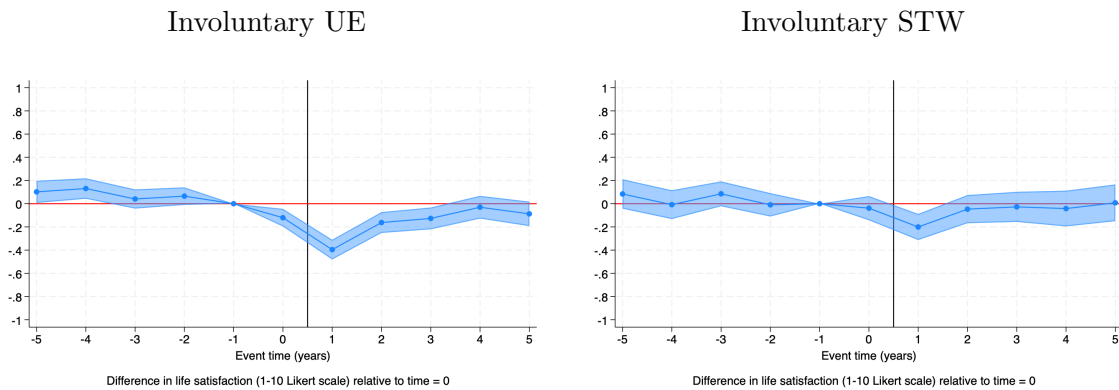 Involuntary UE
1
.8
.6
.4
.2
0
-.2
-.4
-.6
-.8
-1
-5 -4 -3 -2 -1 0 1 2 3 4 5
Event time (years)
Difference in life satisfaction (1-10 Likert scale) relative to time = 0
Involuntary STW
1
.8
.6
.4
.2
0
-.2
-.4
-.6
-.8
-1
-5 -4 -3 -2 -1 0 1 2 3 4 5
Event time (years)
Difference in life satisfaction (1-10 Likert scale) relative to time = 0